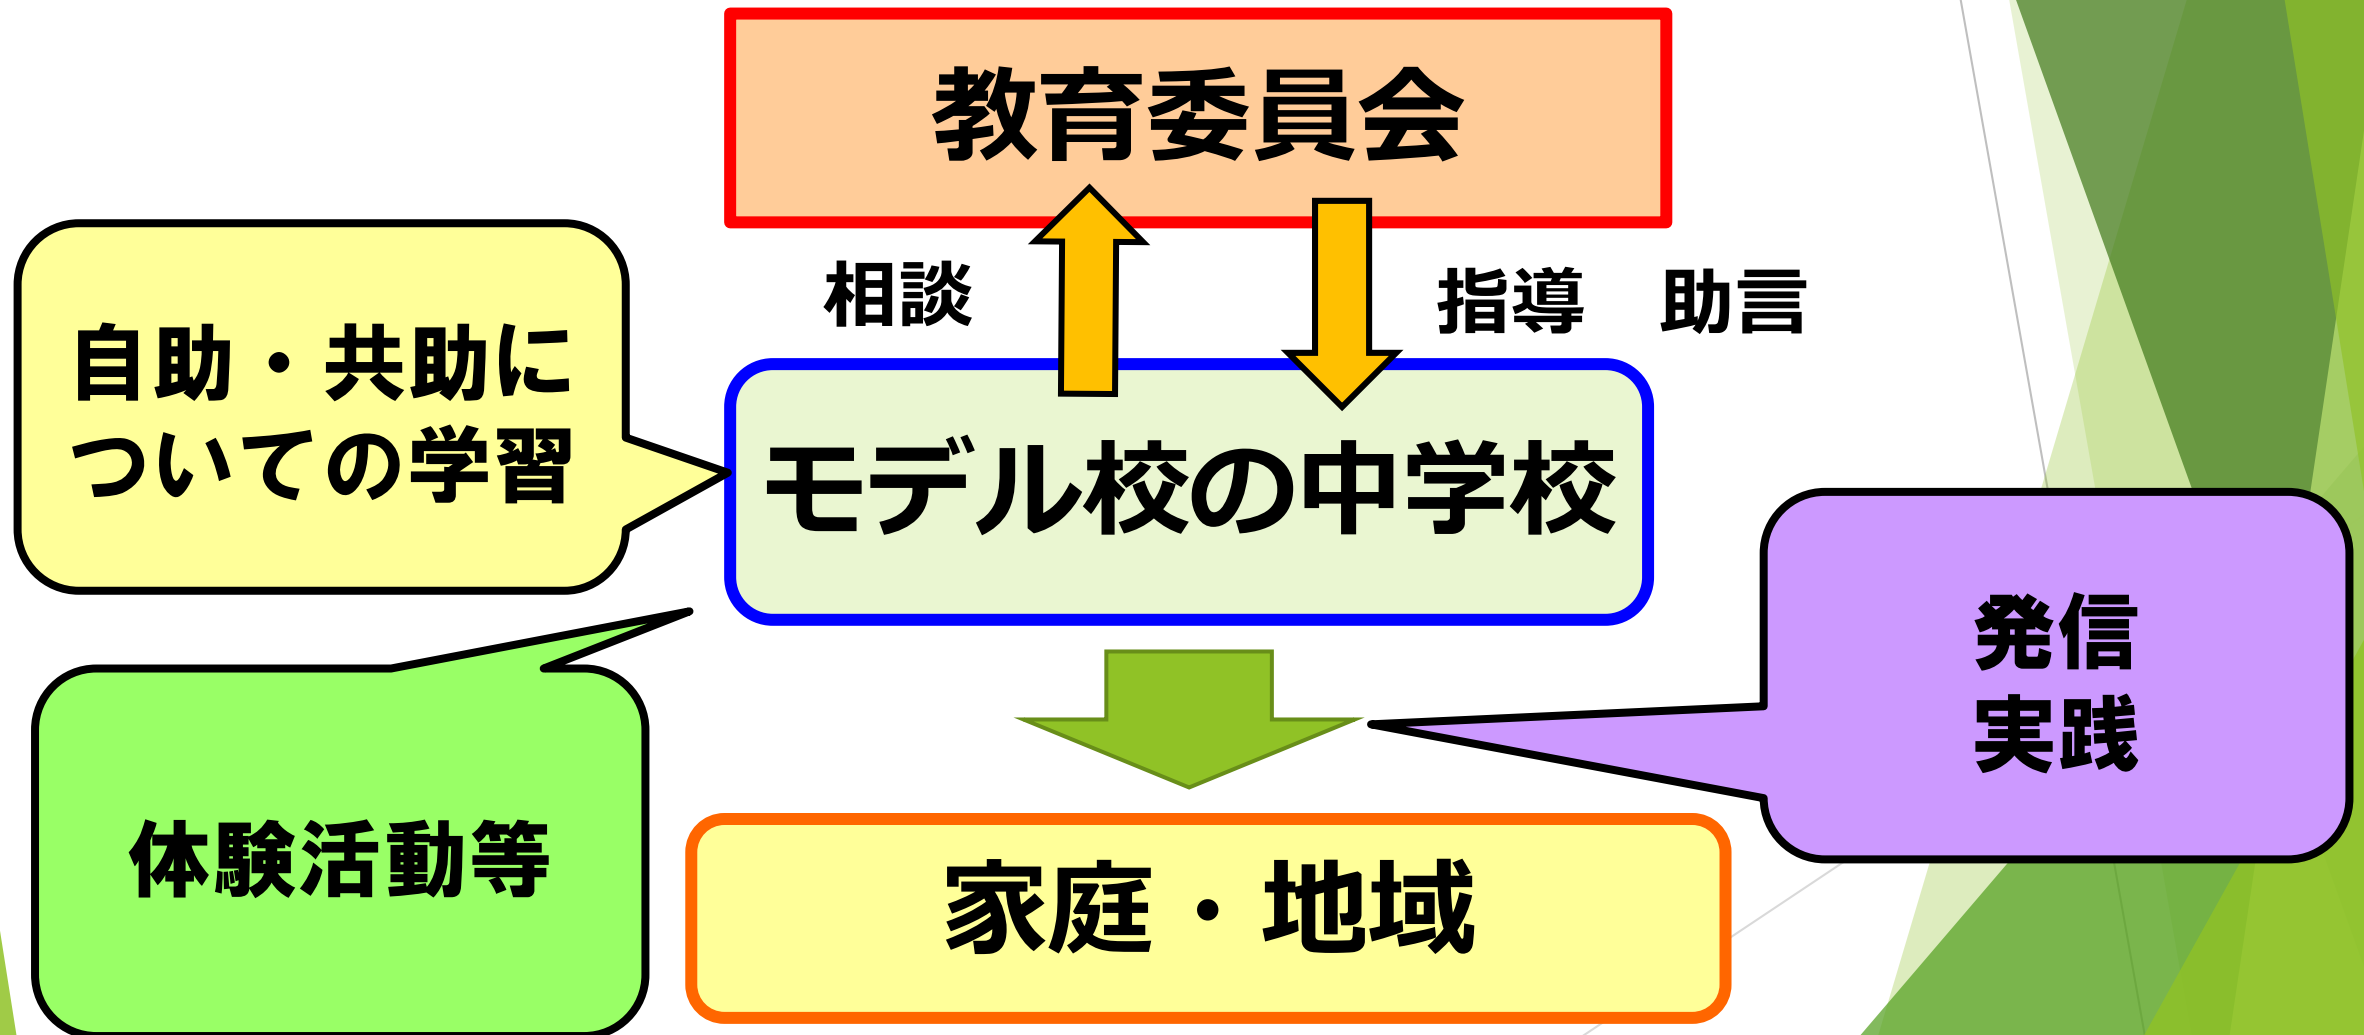 教育委員会
相談
指導　助言
自助・共助に
ついての学習
モデル校の中学校
発信
実践
体験活動等
家庭・地域